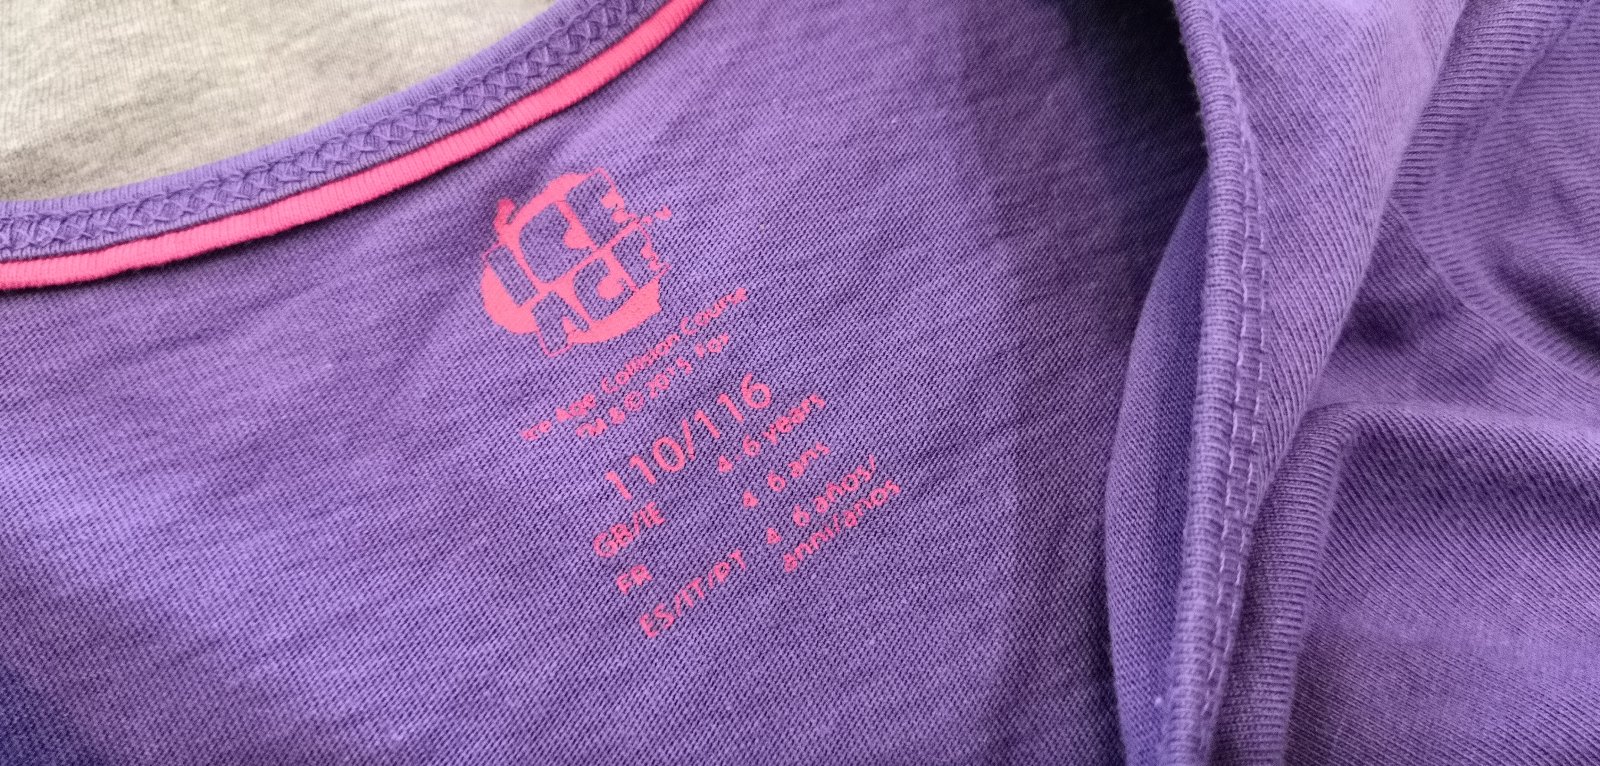 ICE
AGE
Ice Age Collision Course
TM & © 2015 Fox
110/116
GB/IE 4 6 years
FR 4 6 ans
ES/IT/PT 4 6 años/
anni/anos